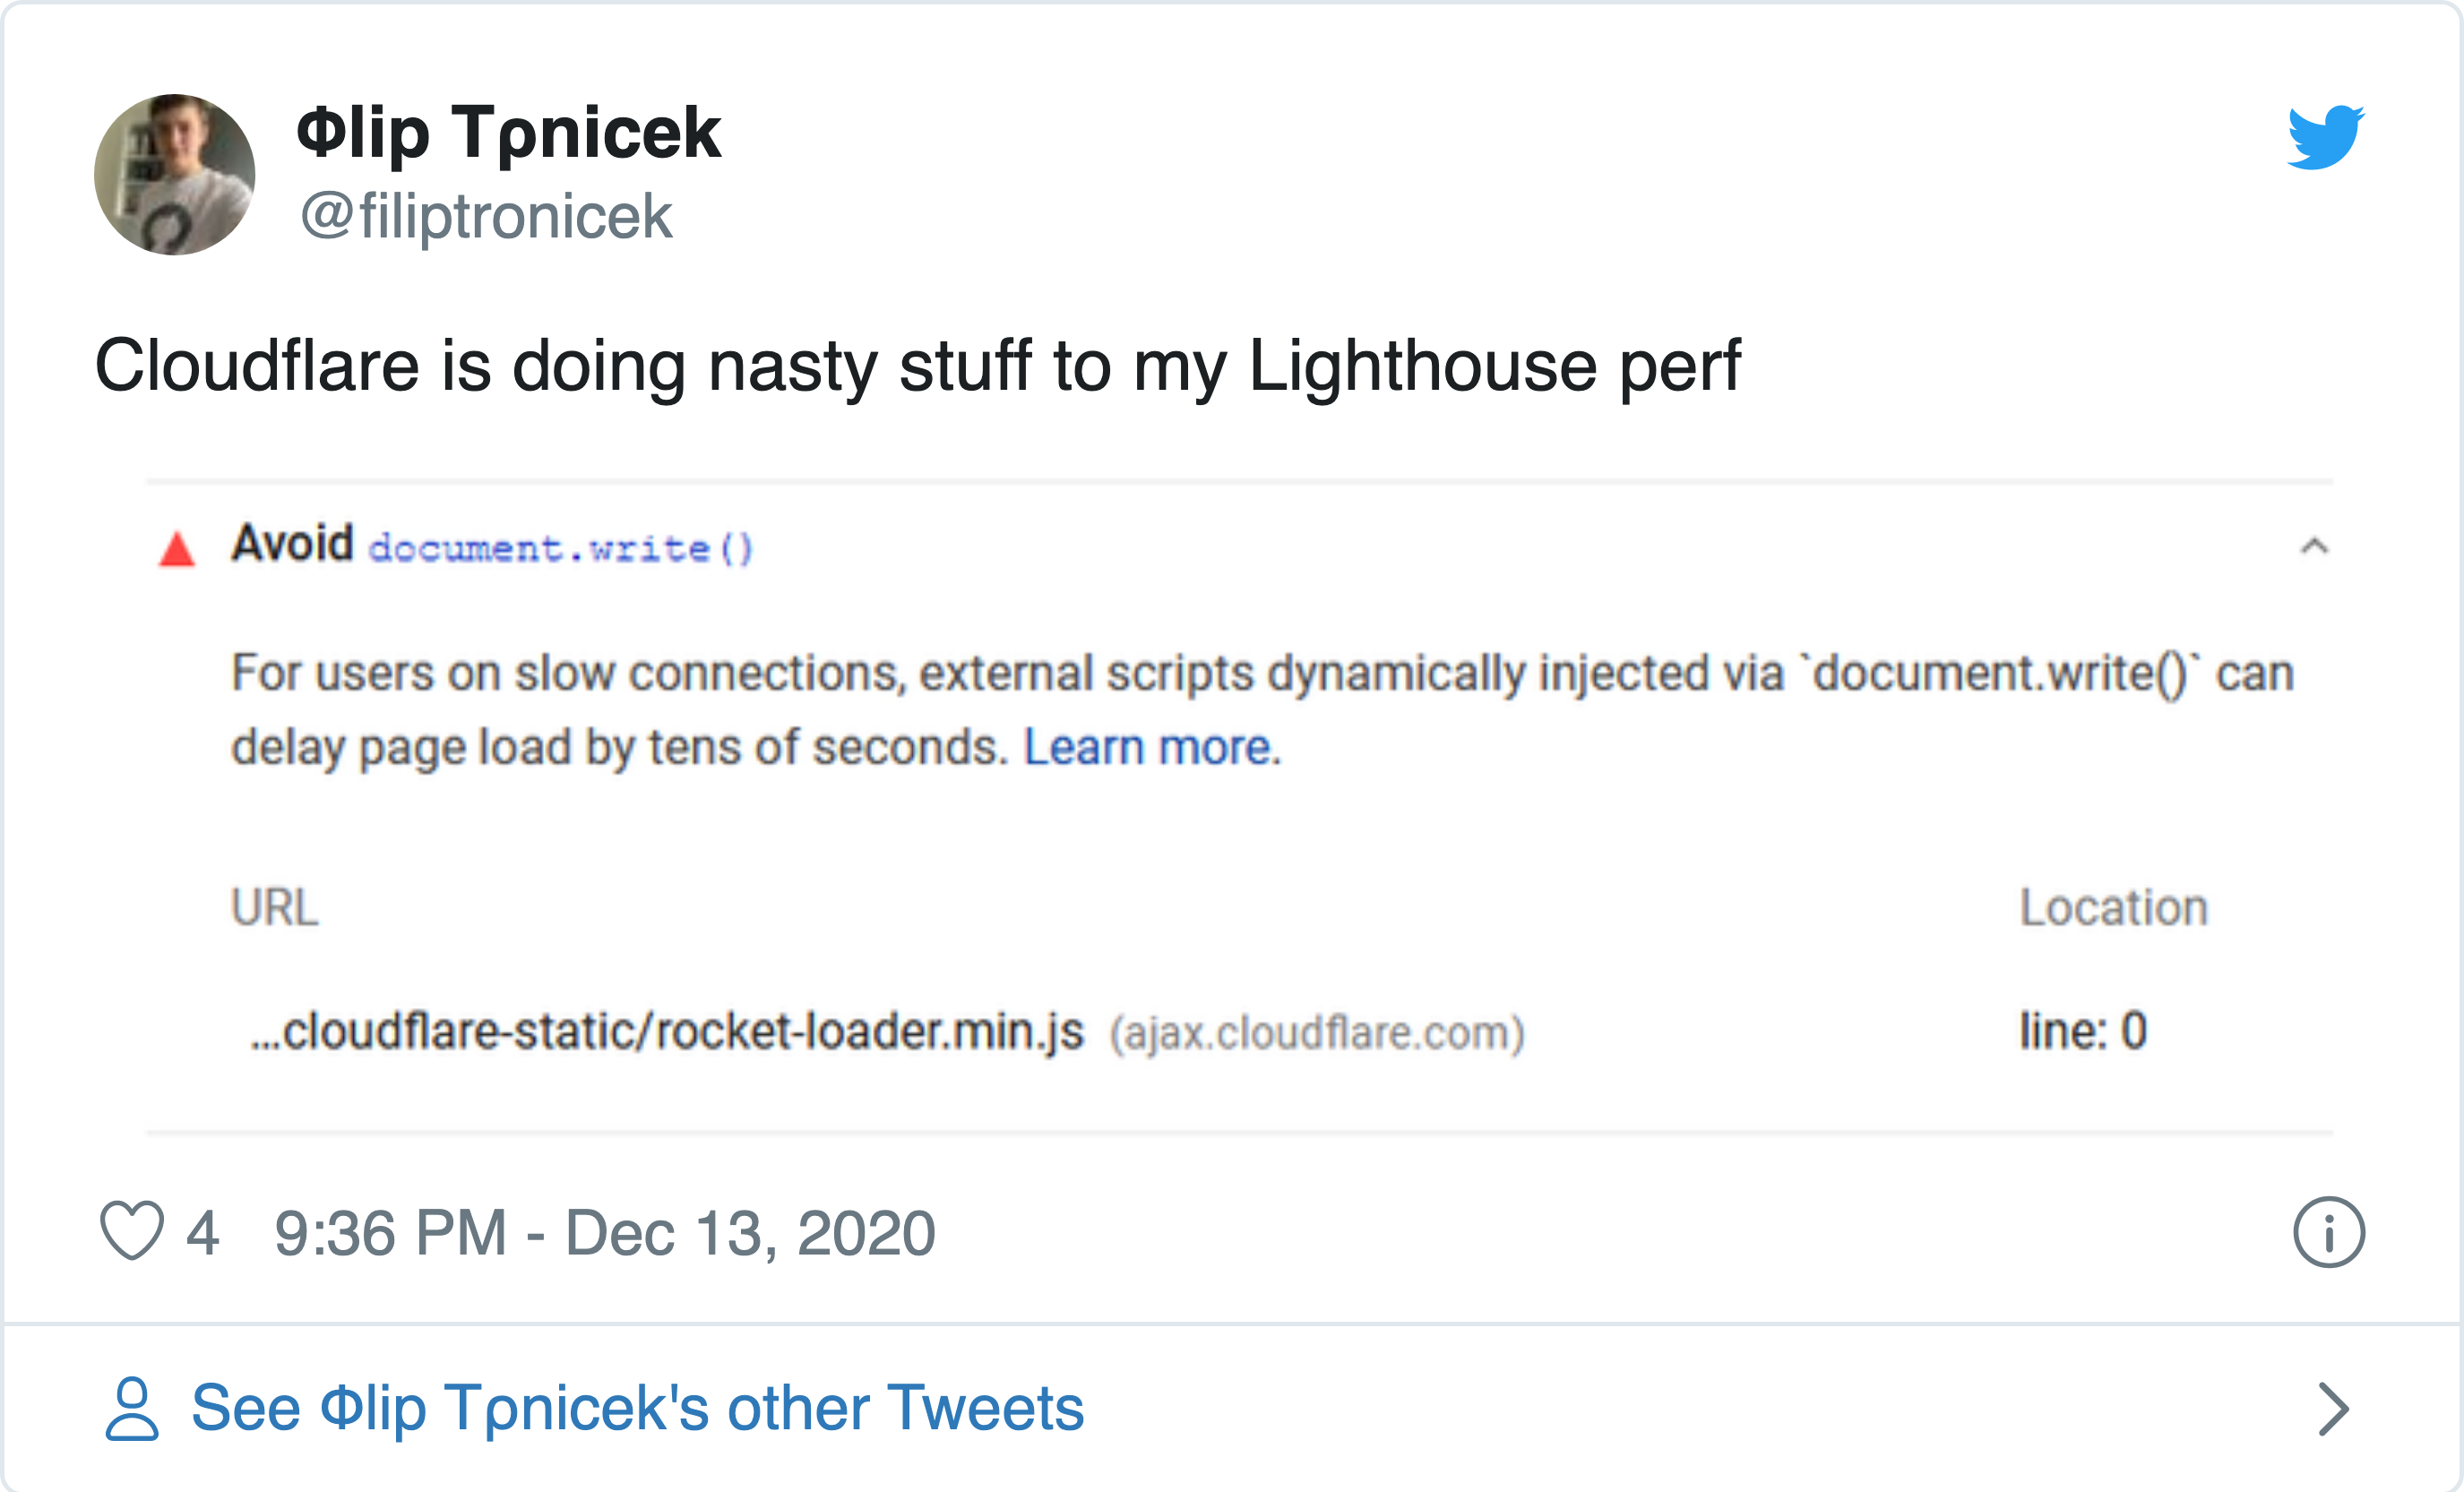 Φlip Tρnicek
@filiptronicek
Cloudflare is doing nasty stuff to my Lighthouse perf
Avoid document.write()
For users on slow connections, external scripts dynamically injected via `document.write()` can
delay page load by tens of seconds. Learn more.
URL Location
...cloudflare-static/rocket-loader.min.js (ajax.cloudflare.com) line: 0
4 9:36 PM - Dec 13, 2020
See Φlip Tρnicek's other Tweets